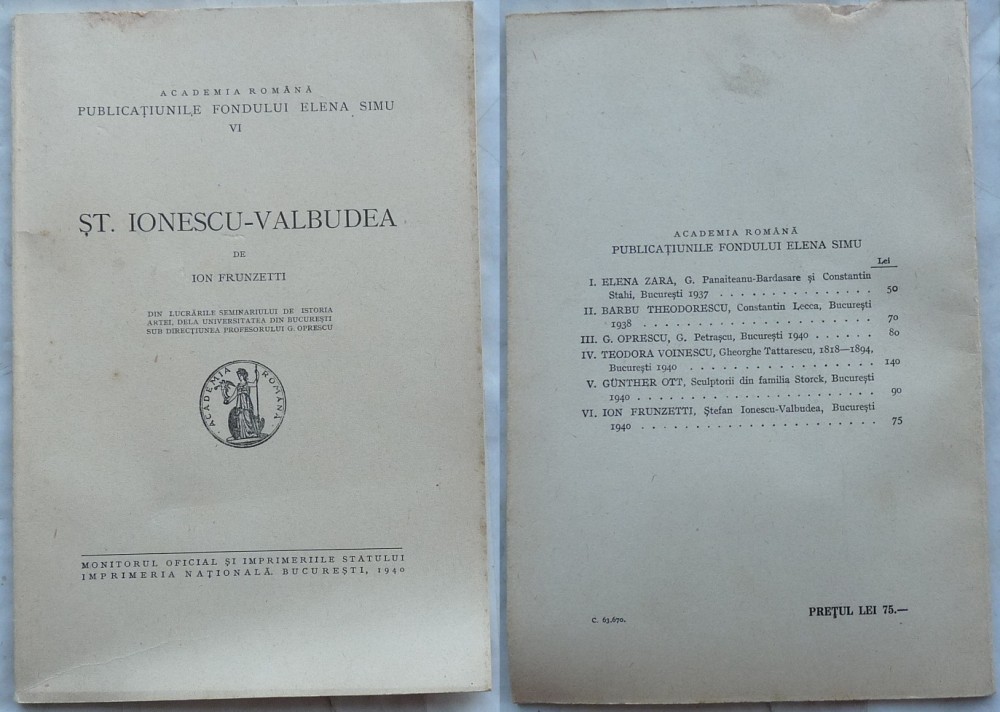 ACADEMIA ROMÂNĂ
PUBLICAȚIUNILE FONDULUI ELENA SIMU
VI
ȘT. IONESCU-VALBUDEA
DE
ION FRUNZETTI
DIN LUCRĂRILE SEMINARIULUI DE ISTORIA
ARTEI, DELA UNIVERSITATEA DIN BUCUREȘTI
SUB DIRECȚIUNEA PROFESORULUI G. OPRESCU
ACADEMIA ROMÂNĂ
MONITORUL OFICIAL ȘI IMPRIMERIILE STATULUI
IMPRIMERIA NAȚIONALĂ. BUCUREȘTI, 1940
ACADEMIA ROMÂNĂ
PUBLICAȚIUNILE FONDULUI ELENA SIMU
Lei
I. ELENA ZARA, G. Panaiteanu-Bardasare și Constantin
Stahi, București 1937 . . . . . . . . . . . . . . . 50
II. BARBU THEODORESCU, Constantin Lecca, București
1938 . . . . . . . . . . . . . . . . . . . . . . 70
III. G. OPRESCU, G. Petrașcu, București 1940 . . . . . . 80
IV. TEODORA VOINESCU, Gheorghe Tattarescu, 1818—1894,
București 1940 . . . . . . . . . . . . . . . . . 140
V. GÜNTHER OTT, Sculptorii din familia Storck, București
1940 . . . . . . . . . . . . . . . . . . . . . . 90
VI. ION FRUNZETTI, Ștefan Ionescu-Valbudea, București
1940 . . . . . . . . . . . . . . . . . . . . . . 75
C. 63.670.
PREȚUL LEI 75.—